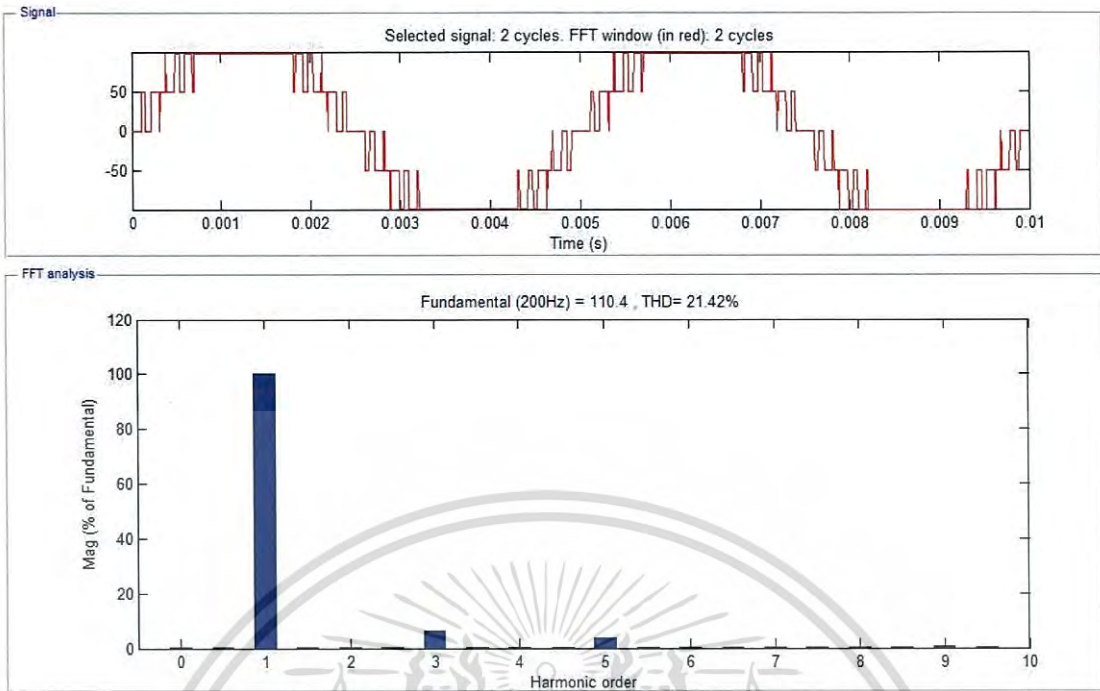 Signal
Selected signal: 2 cycles. FFT window (in red): 2 cycles
50
0
-50
0 0.001 0.002 0.003 0.004 0.005 0.006 0.007 0.008 0.009 0.01
Time (s)
FFT analysis
Fundamental (200Hz) = 110.4 , THD= 21.42%
120
100
80
60
40
20
0
Mag (% of Fundamental)
0 1 2 3 4 5 6 7 8 9 10
Harmonic order